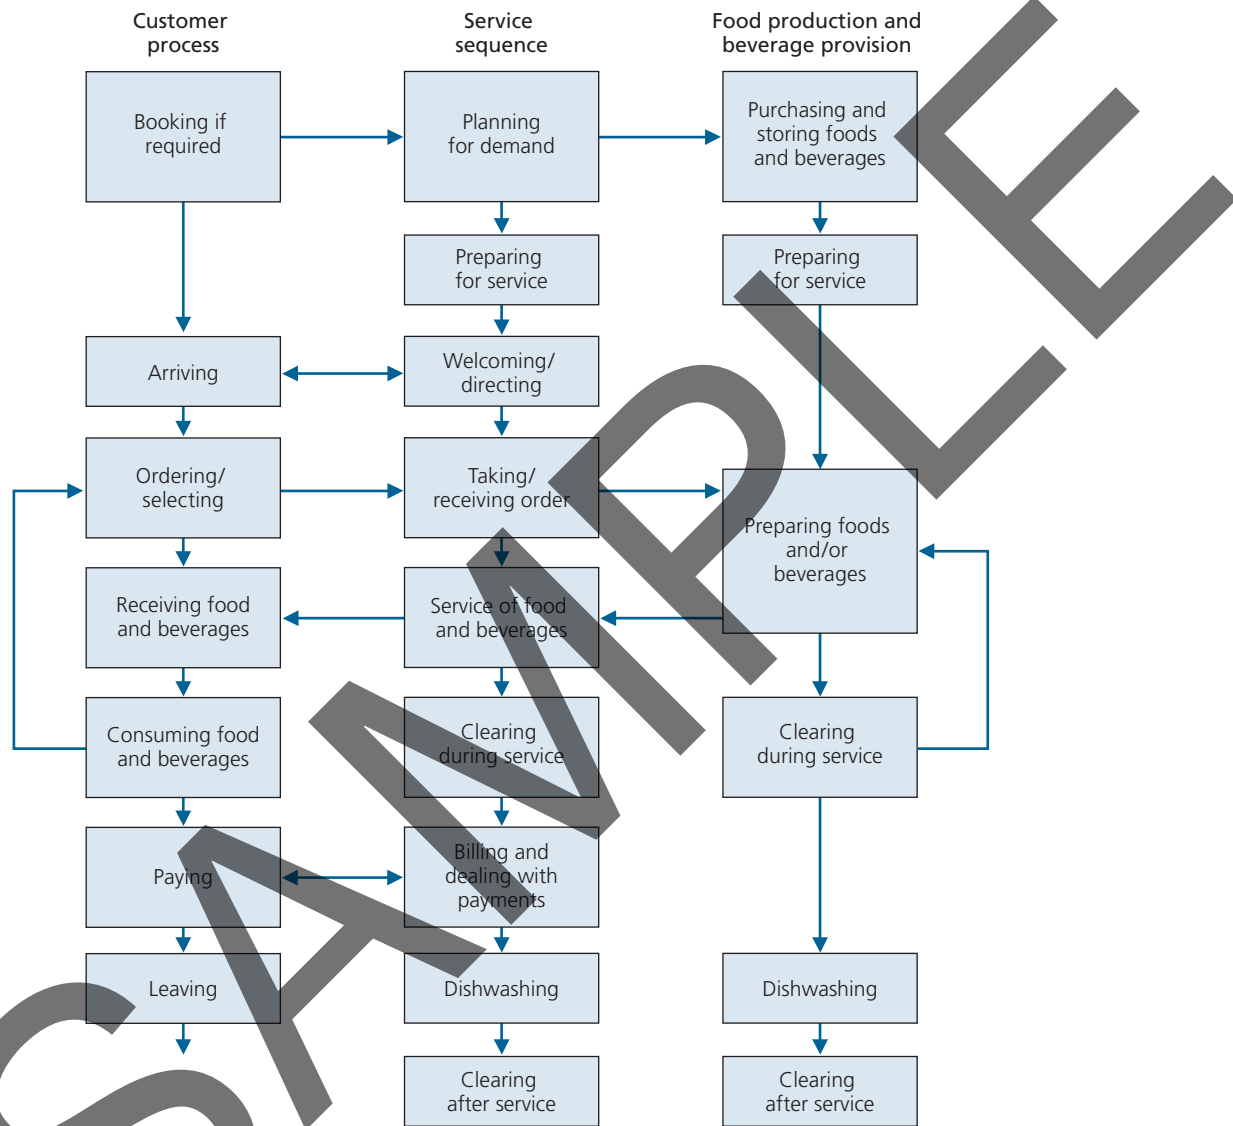 Customer
process
Service
sequence
Food production and
beverage provision
Booking if
required
Planning
for demand
Purchasing and
storing foods
and beverages
Preparing
for service
Preparing
for service
Arriving
Welcoming/
directing
Ordering/
selecting
Taking/
receiving order
Preparing foods
and/or
beverages
Receiving food
and beverages
Service of food
and beverages
Consuming food
and beverages
Clearing
during service
Clearing
during service
Paying
Billing and
dealing with
payments
Leaving
Dishwashing
Dishwashing
Clearing
after service
Clearing
after service
SAMPLE